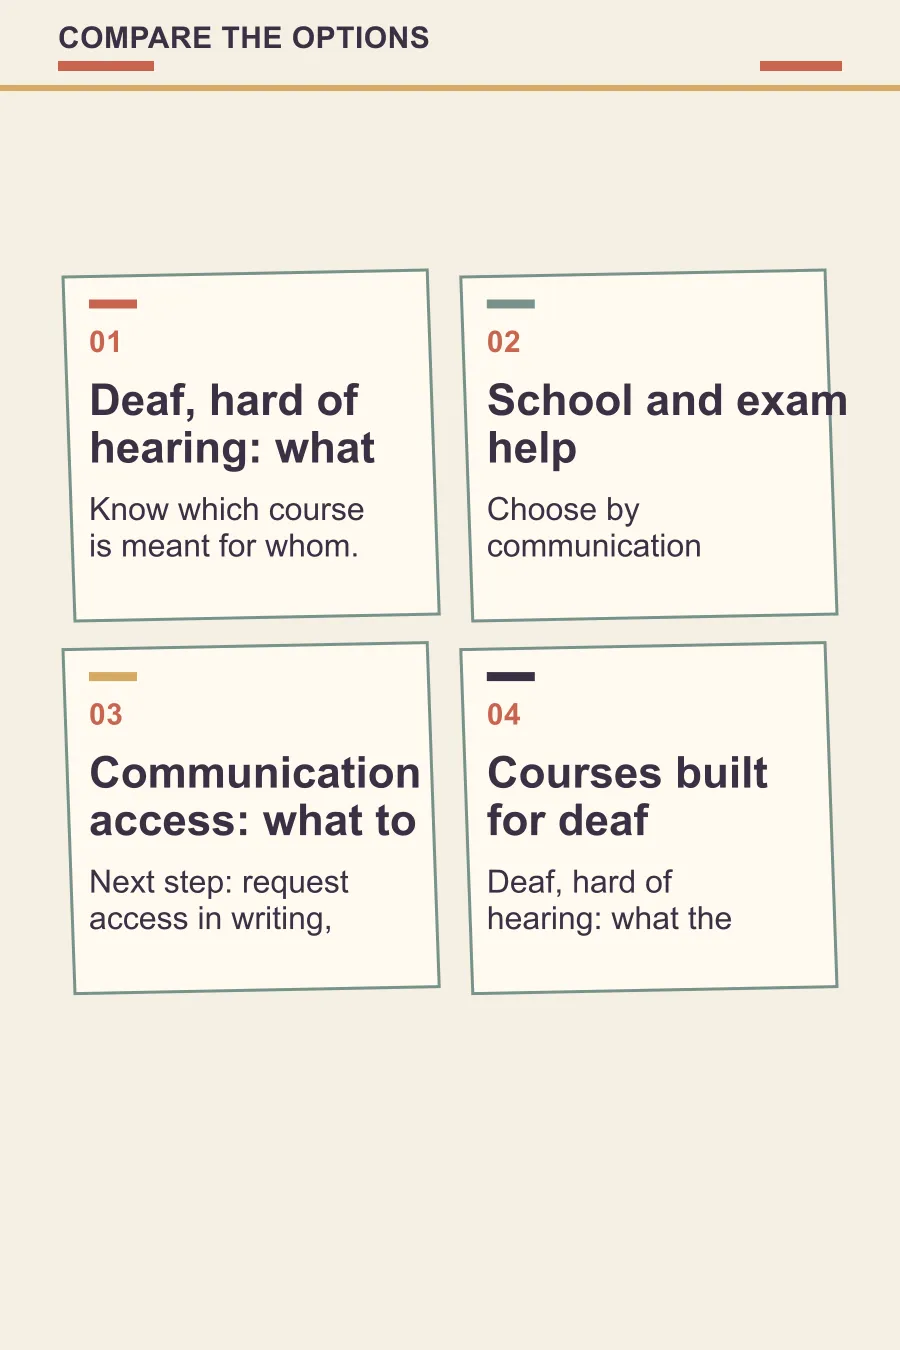 COMPARE THE OPTIONS
01
Deaf, hard of
hearing: what
Know which course
is meant for whom.
02
School and exam
help
Choose by
communication
03
Communication
access: what to
Next step: request
access in writing,
04
Courses built
for deaf
Deaf, hard of
hearing: what the